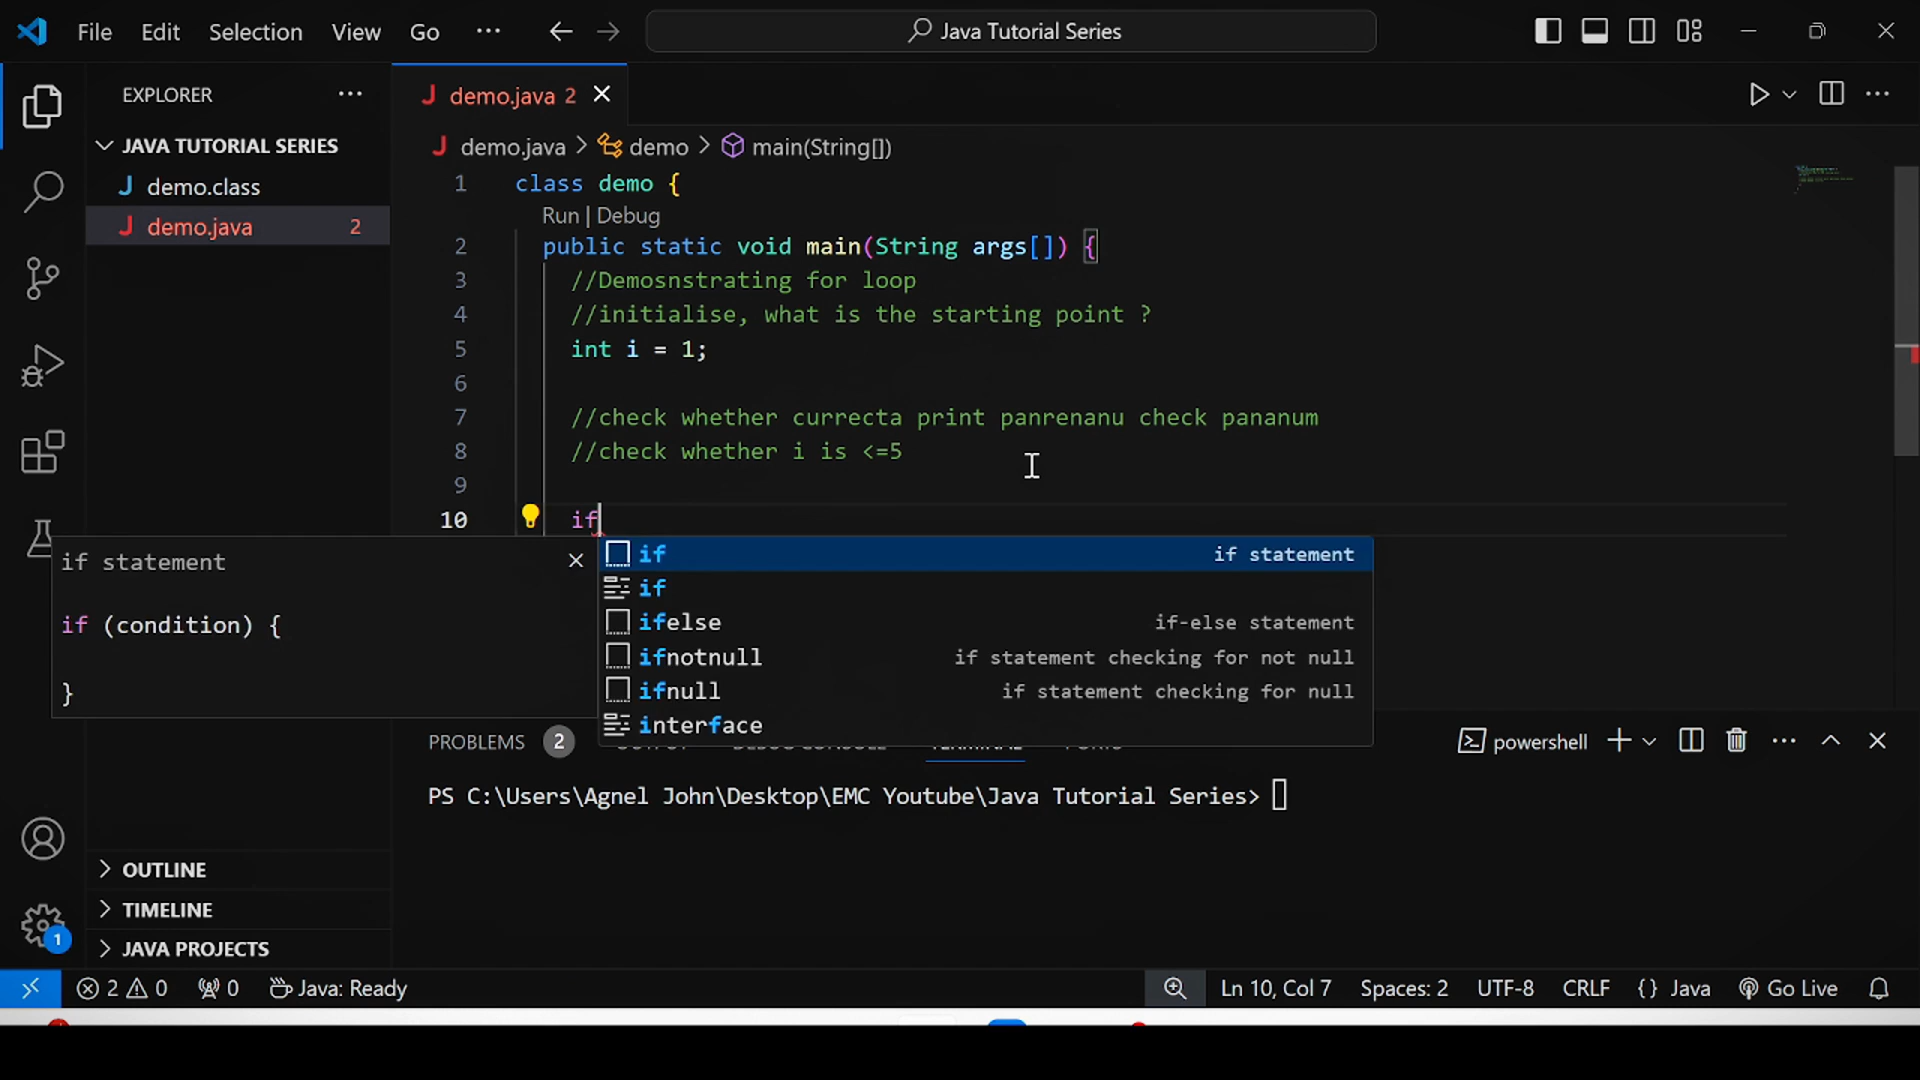 File Edit Selection View Go ··· Java Tutorial Series
EXPLORER
JAVA TUTORIAL SERIES
demo.class
demo.java 2
demo.java 2
demo.java > demo > main(String[])
1 class demo {
Run | Debug
2 public static void main(String args[]) {
3 //Demosnstrating for loop
4 //initialise, what is the starting point ?
5 int i = 1;
6
7 //check whether currecta print panrenanu check pananum
8 //check whether i is <=5
9
10 if
if statement
if (condition) {
}
if if statement
if
ifelse if-else statement
ifnotnull if statement checking for not null
ifnull if statement checking for null
interface
PROBLEMS 2
powershell
PS C:\Users\Agnel John\Desktop\EMC Youtube\Java Tutorial Series>
OUTLINE
TIMELINE
JAVA PROJECTS
1
2 0 0 Java: Ready
Ln 10, Col 7 Spaces: 2 UTF-8 CRLF {} Java Go Live